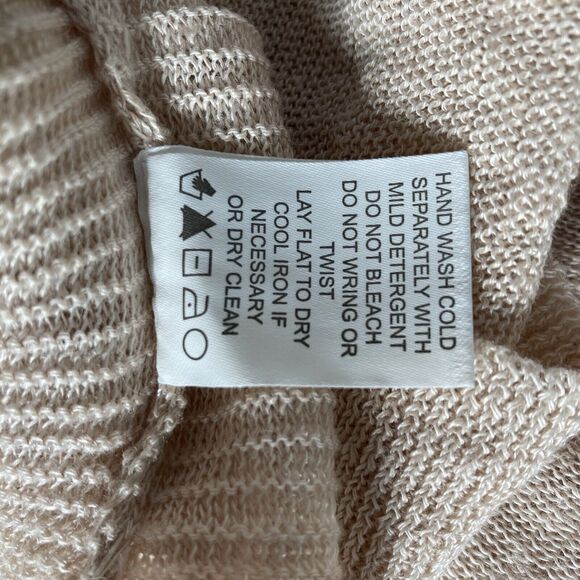 HAND WASH COLD
SEPARATELY WITH
MILD DETERGENT
DO NOT BLEACH
DO NOT WRING OR
TWIST
LAY FLAT TO DRY
COOL IRON IF
NECESSARY
OR DRY CLEAN